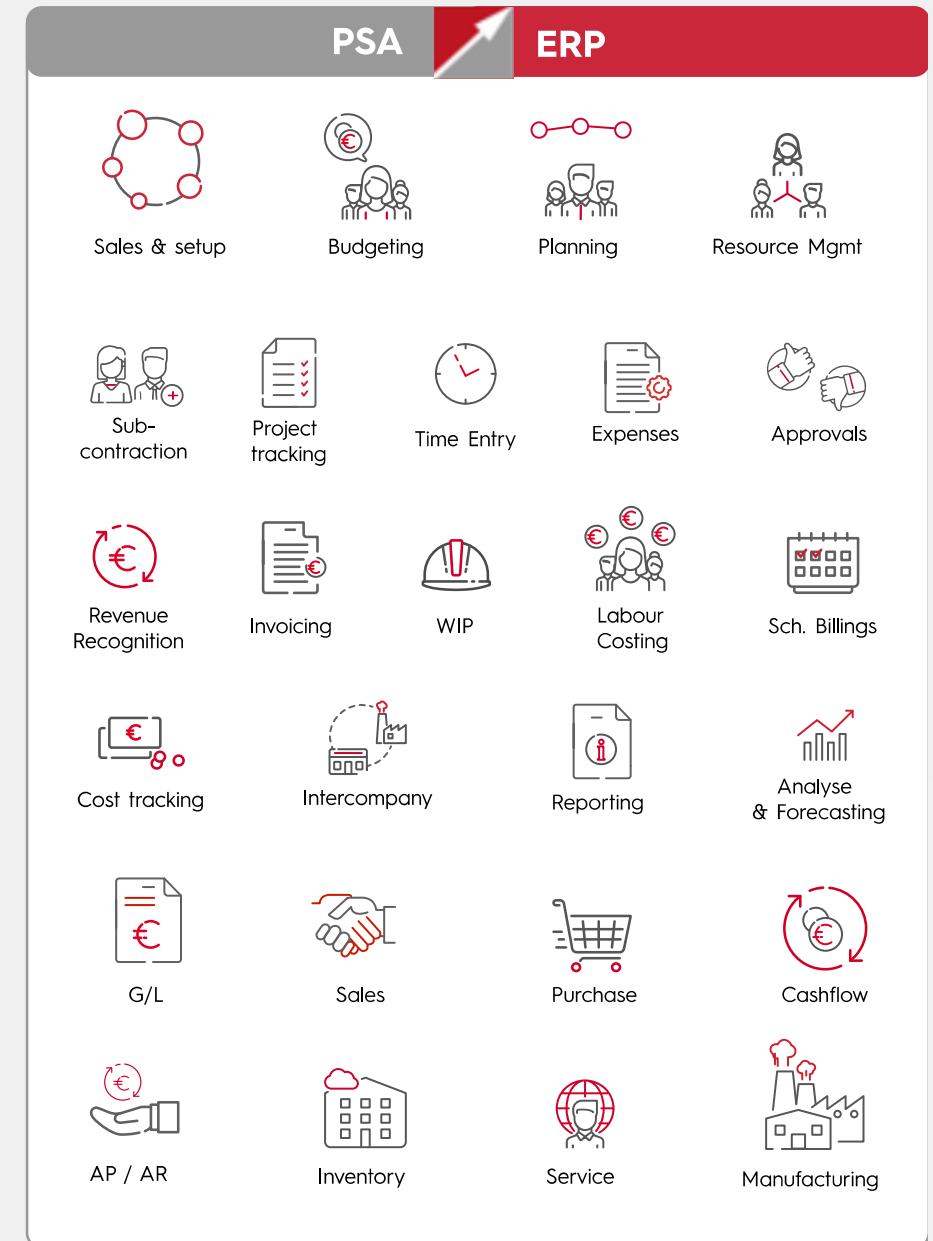 PSA ERP
Sales & setup
Budgeting
Planning
Resource Mgmt
Sub-
contraction
Project
tracking
Time Entry
Expenses
Approvals
Revenue
Recognition
Invoicing
WIP
Labour
Costing
Sch. Billings
Cost tracking
Intercompany
Reporting
Analyse
& Forecasting
G/L
Sales
Purchase
Cashflow
AP / AR
Inventory
Service
Manufacturing